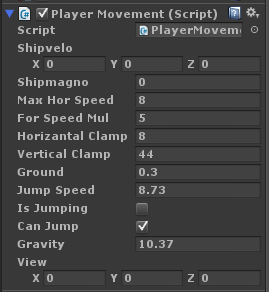 Player Movement (Script)
Script PlayerMovem
Shipvelo
X 0 Y 0 Z 0
Shipmagno 0
Max Hor Speed 8
For Speed Mul 5
Horizantal Clamp 8
Vertical Clamp 44
Ground 0.3
Jump Speed 8.73
Is Jumping
Can Jump
Gravity 10.37
View
X 0 Y 0 Z 0